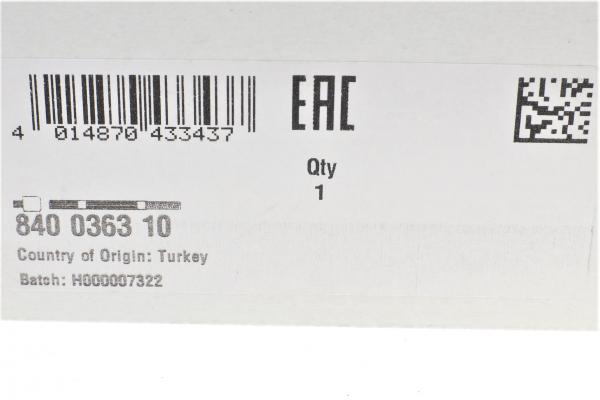 4 014870 433437
EAC
Qty
1
840 0363 10
Country of Origin: Turkey
Batch: H000007322